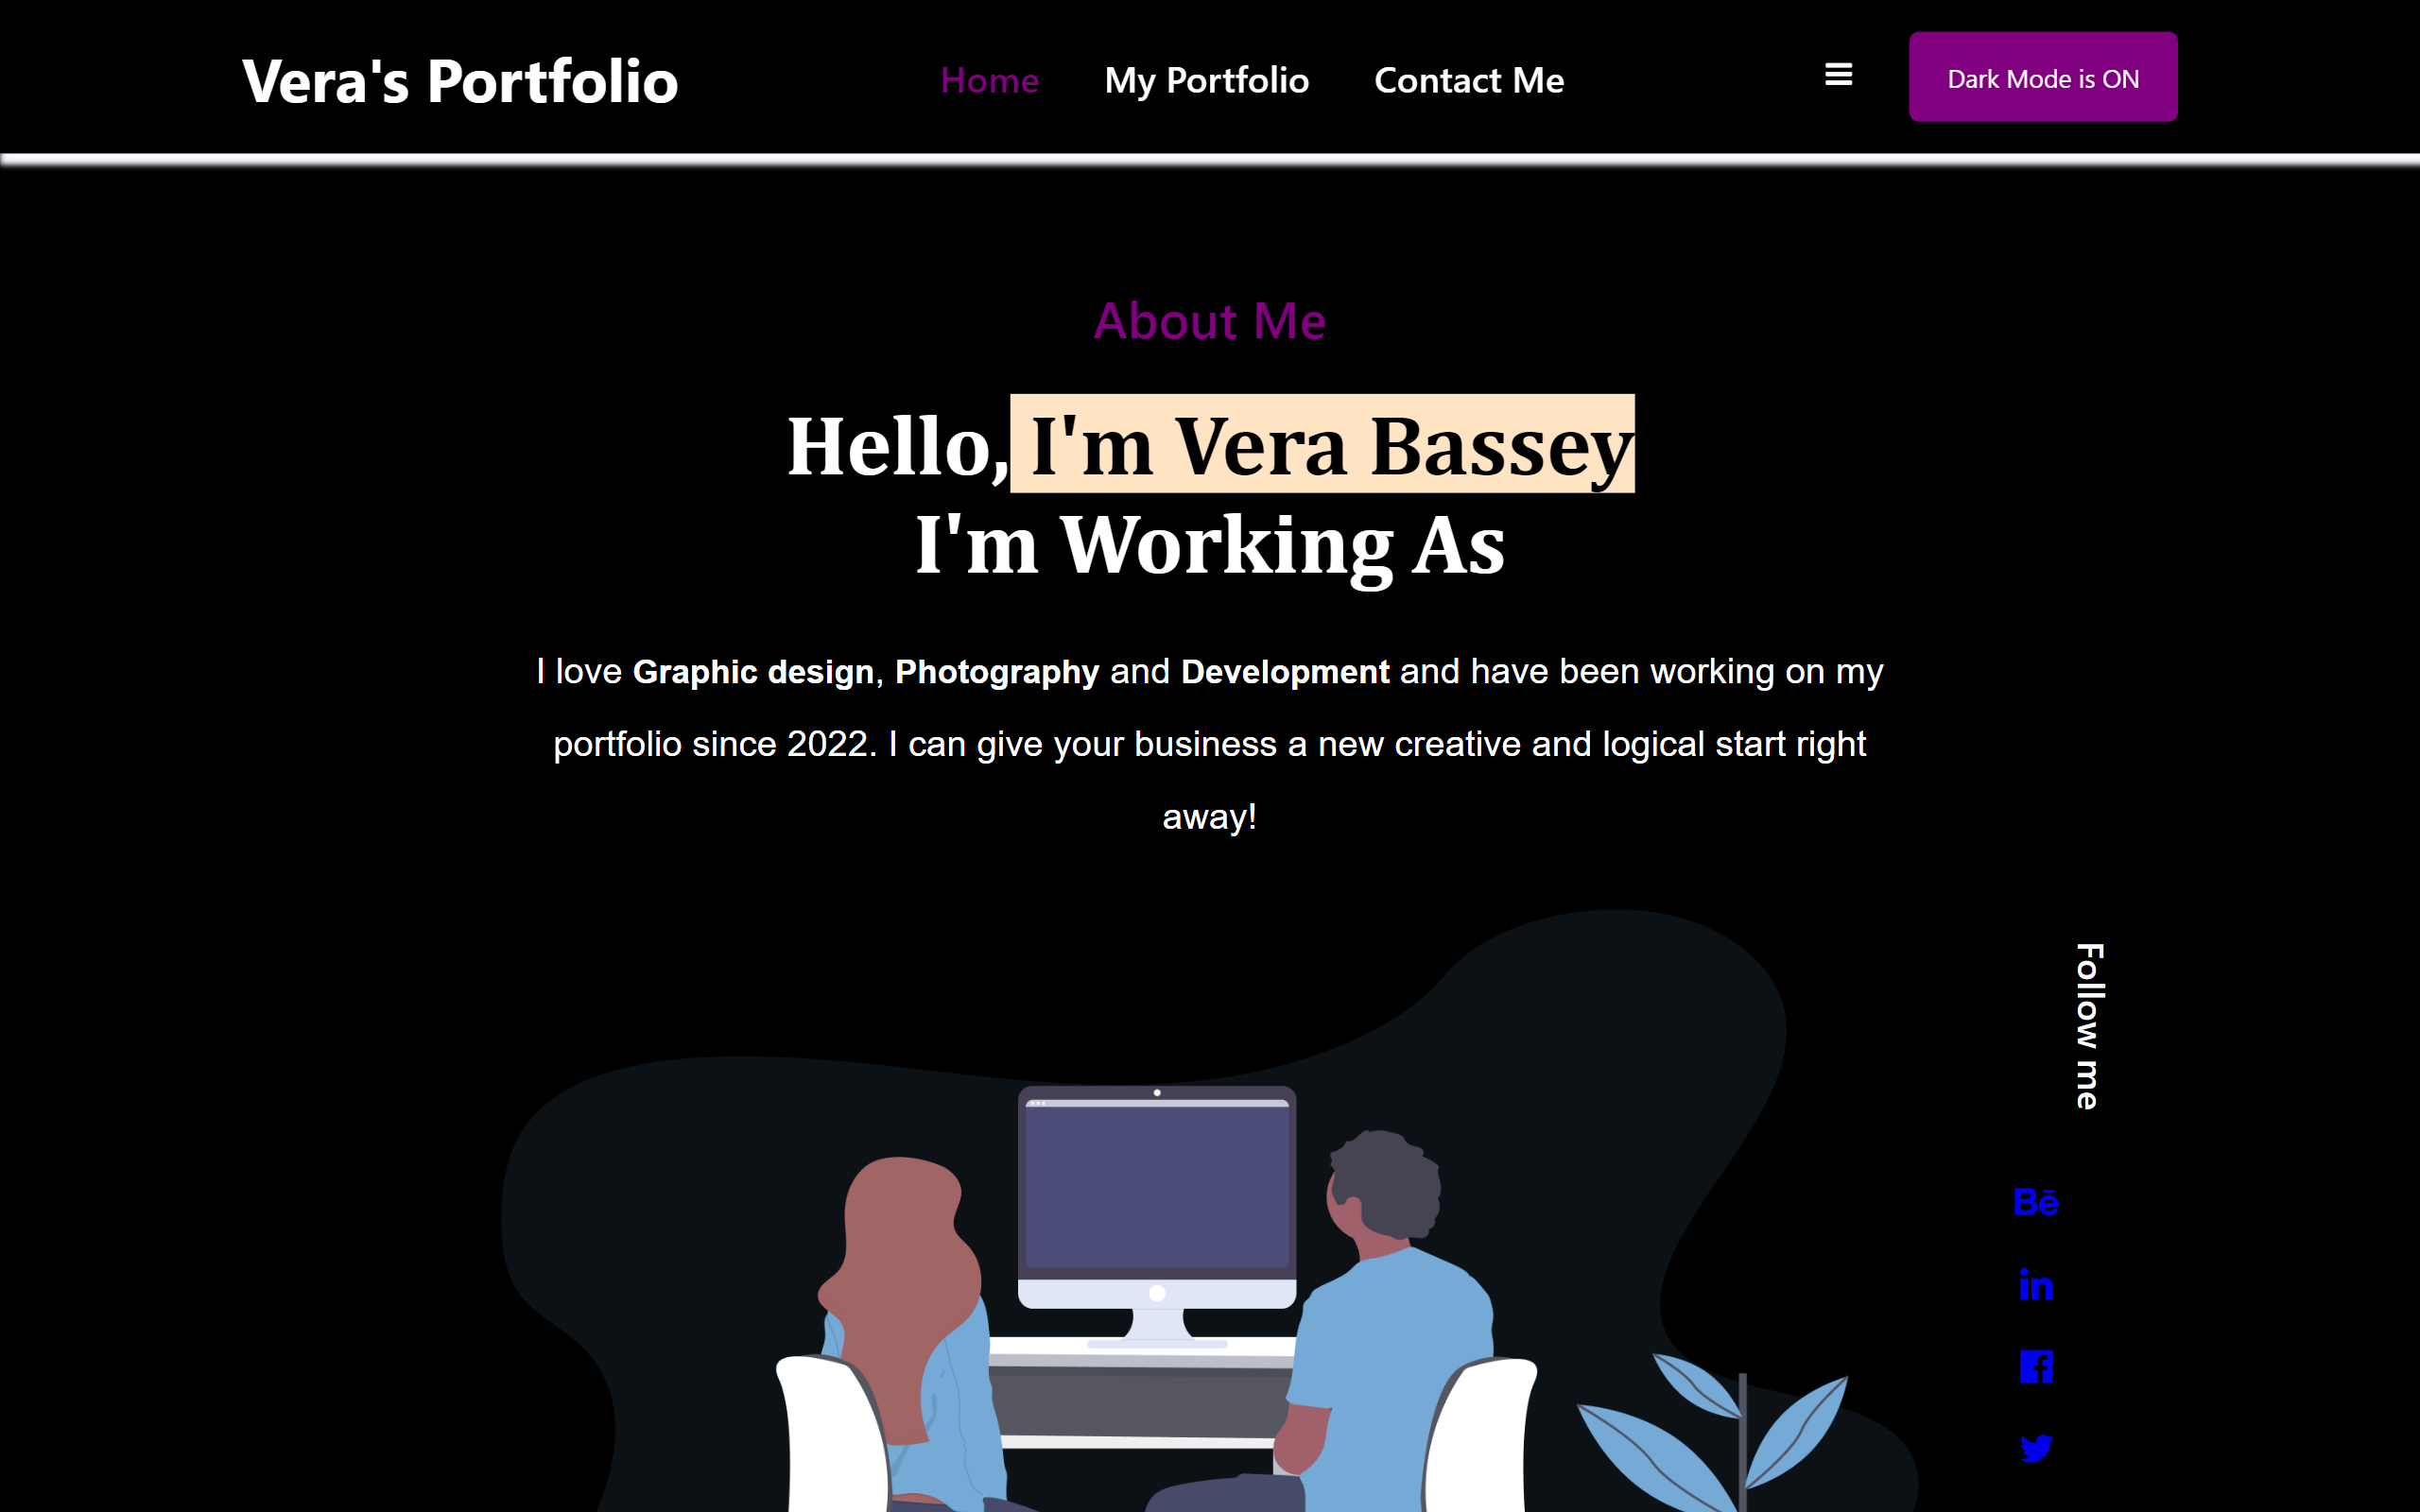 Vera's Portfolio
Home
My Portfolio
Contact Me
Dark Mode is ON
About Me
Hello, I'm Vera Bassey
I'm Working As
I love Graphic design, Photography and Development and have been working on my
portfolio since 2022. I can give your business a new creative and logical start right
away!
Follow me
Bē
in